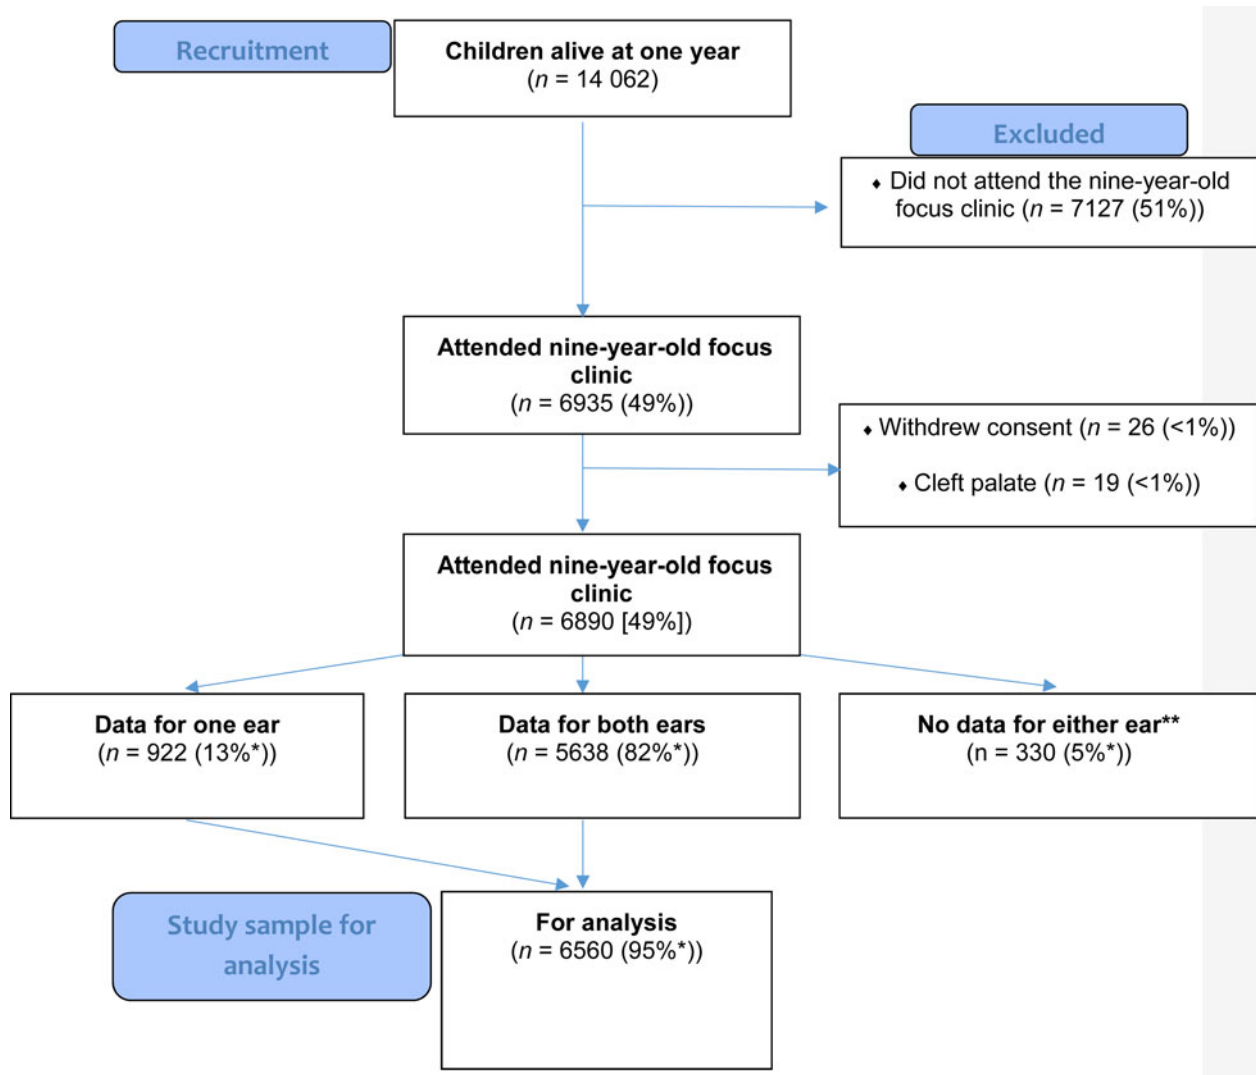 Recruitment
Children alive at one year
(n = 14 062)
Excluded
⬧ Did not attend the nine-year-old
focus clinic (n = 7127 (51%))
Attended nine-year-old focus
clinic
(n = 6935 (49%))
⬧ Withdrew consent (n = 26 (<1%))
⬧ Cleft palate (n = 19 (<1%))
Attended nine-year-old focus
clinic
(n = 6890 [49%])
Data for one ear
(n = 922 (13%*))
Data for both ears
(n = 5638 (82%*))
No data for either ear**
(n = 330 (5%*))
Study sample for
analysis
For analysis
(n = 6560 (95%*))